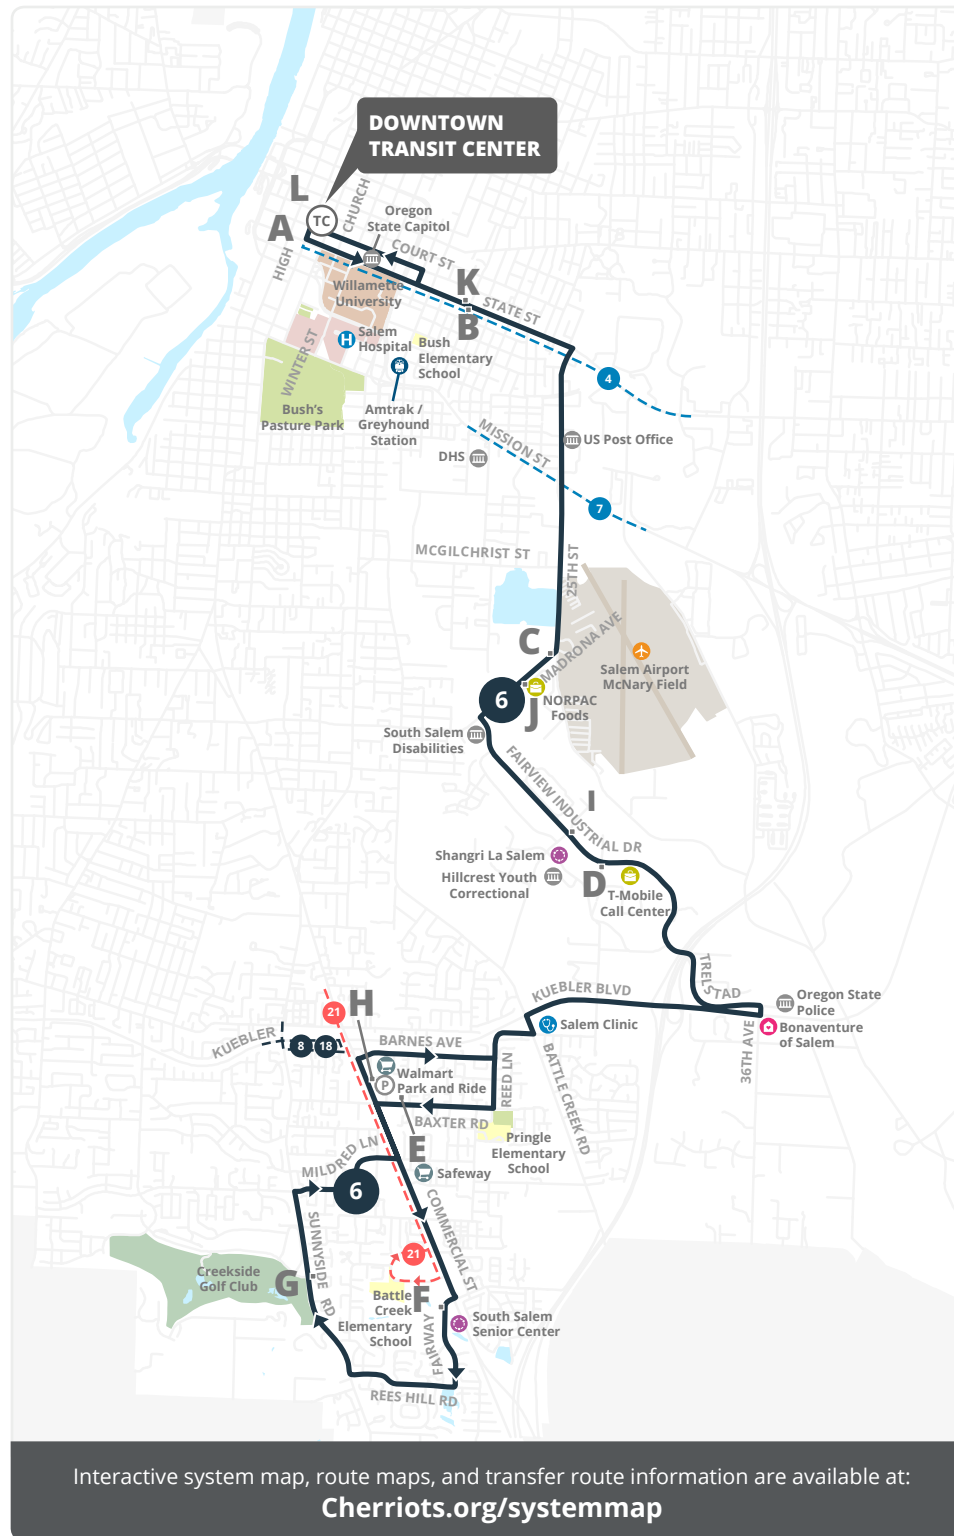 DOWNTOWN
TRANSIT CENTER
L
TC
CHURCH
A
Oregon
State Capitol
HIGH
COURT ST
Willamette
University
K
STATE ST
B
H
Salem
Hospital
WINTER ST
Bush
Elementary
School
4
Bush's
Pasture Park
Amtrak /
Greyhound
Station
MISSION ST
US Post Office
DHS
7
MCGILCHRIST ST
25TH ST
C
MADRONA AVE
Salem Airport
McNary Field
6
J
NORPAC
Foods
South Salem
Disabilities
FAIRVIEW INDUSTRIAL DR
I
Shangri La Salem
Hillcrest Youth
Correctional
D
T-Mobile
Call Center
TRELSTAD
KUEBLER BLVD
Oregon State
Police
Bonaventure
of Salem
36TH AVE
21
H
KUEBLER
8
18
BARNES AVE
Salem Clinic
Walmart
Park and Ride
P
REED LN
BATTLE CREEK RD
BAXTER RD
Pringle
Elementary
School
E
MILDRED LN
Safeway
6
COMMERCIAL ST
SUNNYSIDE RD
21
Creekside
Golf Club
G
Battle
Creek
Elementary
School
F
FAIRWAY
South Salem
Senior Center
REES HILL RD
Interactive system map, route maps, and transfer route information are available at:
Cherriots.org/systemmap